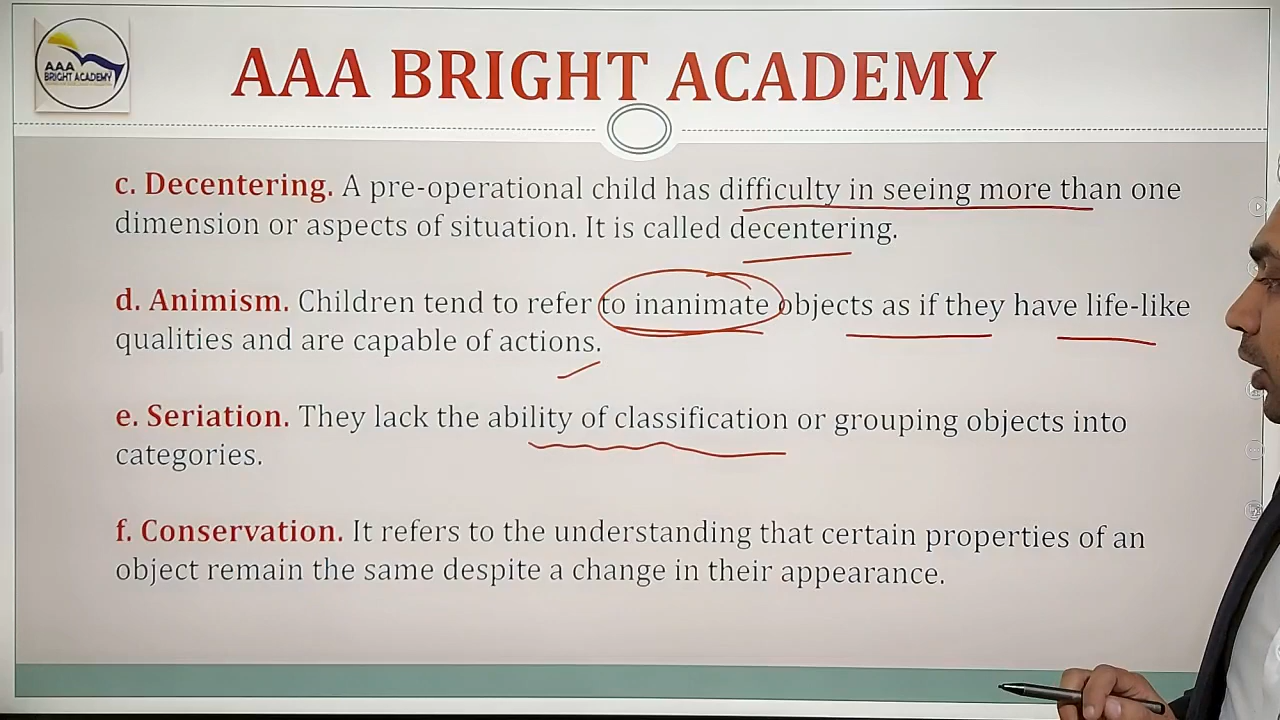 AAA
BRIGHT ACADEMY
AAA BRIGHT ACADEMY
c. Decentering. A pre-operational child has difficulty in seeing more than one
dimension or aspects of situation. It is called decentering.
d. Animism. Children tend to refer to inanimate objects as if they have life-like
qualities and are capable of actions.
e. Seriation. They lack the ability of classification or grouping objects into
categories.
f. Conservation. It refers to the understanding that certain properties of an
object remain the same despite a change in their appearance.